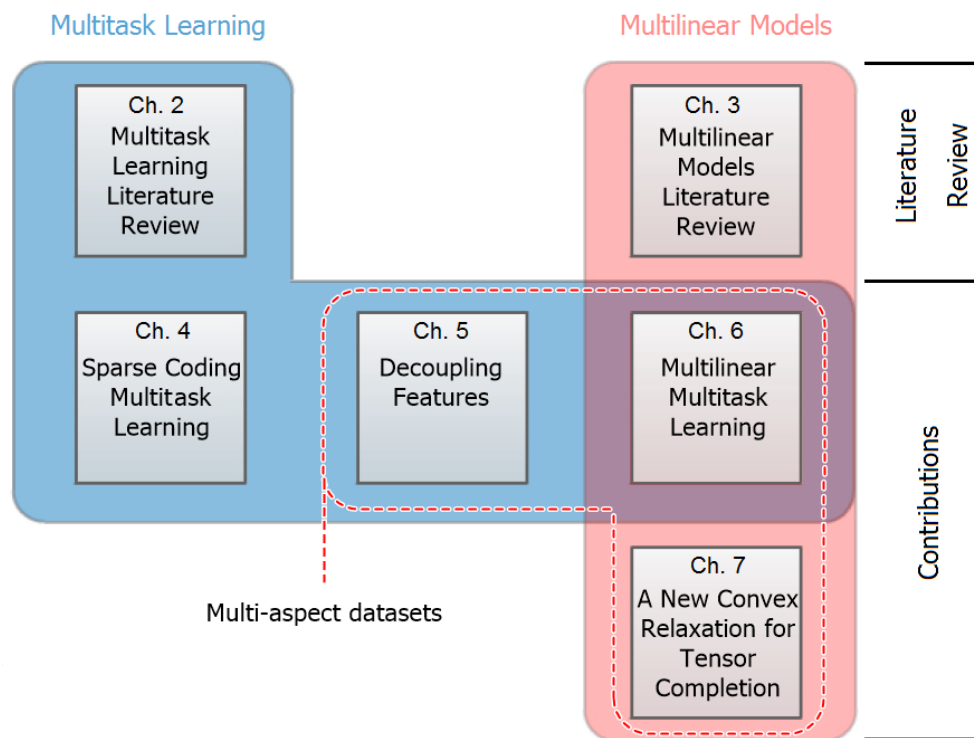 Multitask Learning
Multilinear Models
Ch. 2
Multitask
Learning
Literature
Review
Ch. 3
Multilinear
Models
Literature
Review
Literature
Review
Ch. 4
Sparse Coding
Multitask
Learning
Ch. 5
Decoupling
Features
Ch. 6
Multilinear
Multitask
Learning
Contributions
Multi-aspect datasets
Ch. 7
A New Convex
Relaxation for
Tensor
Completion